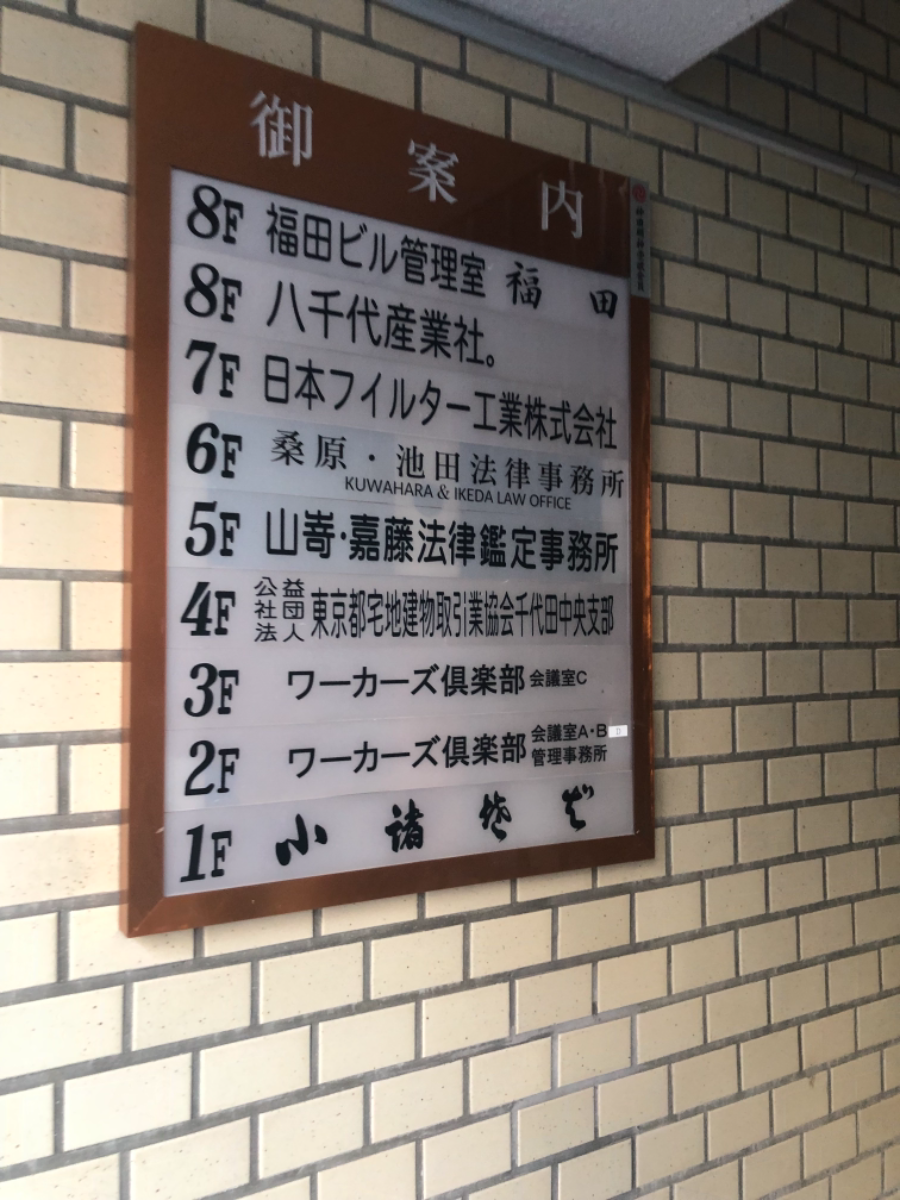 御案内
8F 福田ビル管理室 福田
8F 八千代産業社。
7F 日本フイルター工業株式会社
6F 桑原・池田法律事務所
KUWAHARA & IKEDA LAW OFFICE
5F 山嵜・嘉藤法律鑑定事務所
4F 公益社団法人 東京都宅地建物取引業協会千代田中央支部
3F ワーカーズ倶楽部 会議室C
2F ワーカーズ倶楽部 会議室A・B 管理事務所
1F 小諸そば